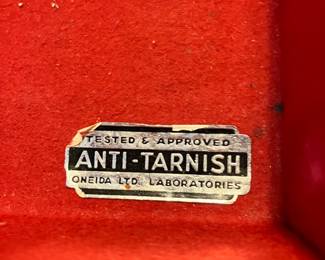 TESTED & APPROVED
ANTI-TARNISH
ONEIDA LTD. LABORATORIES